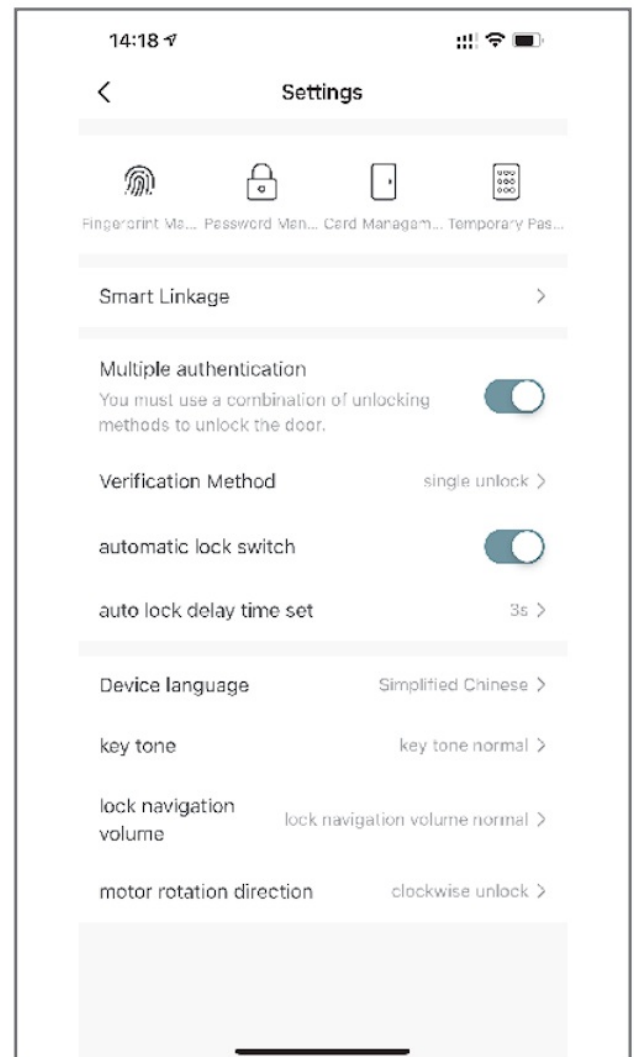 14:18
Settings
Fingerprint Ma... Password Man... Card Managem... Temporary Pas...
Smart Linkage
Multiple authentication
You must use a combination of unlocking
methods to unlock the door.
Verification Method single unlock
automatic lock switch
auto lock delay time set 3s
Device language Simplified Chinese
key tone key tone normal
lock navigation
volume lock navigation volume normal
motor rotation direction clockwise unlock